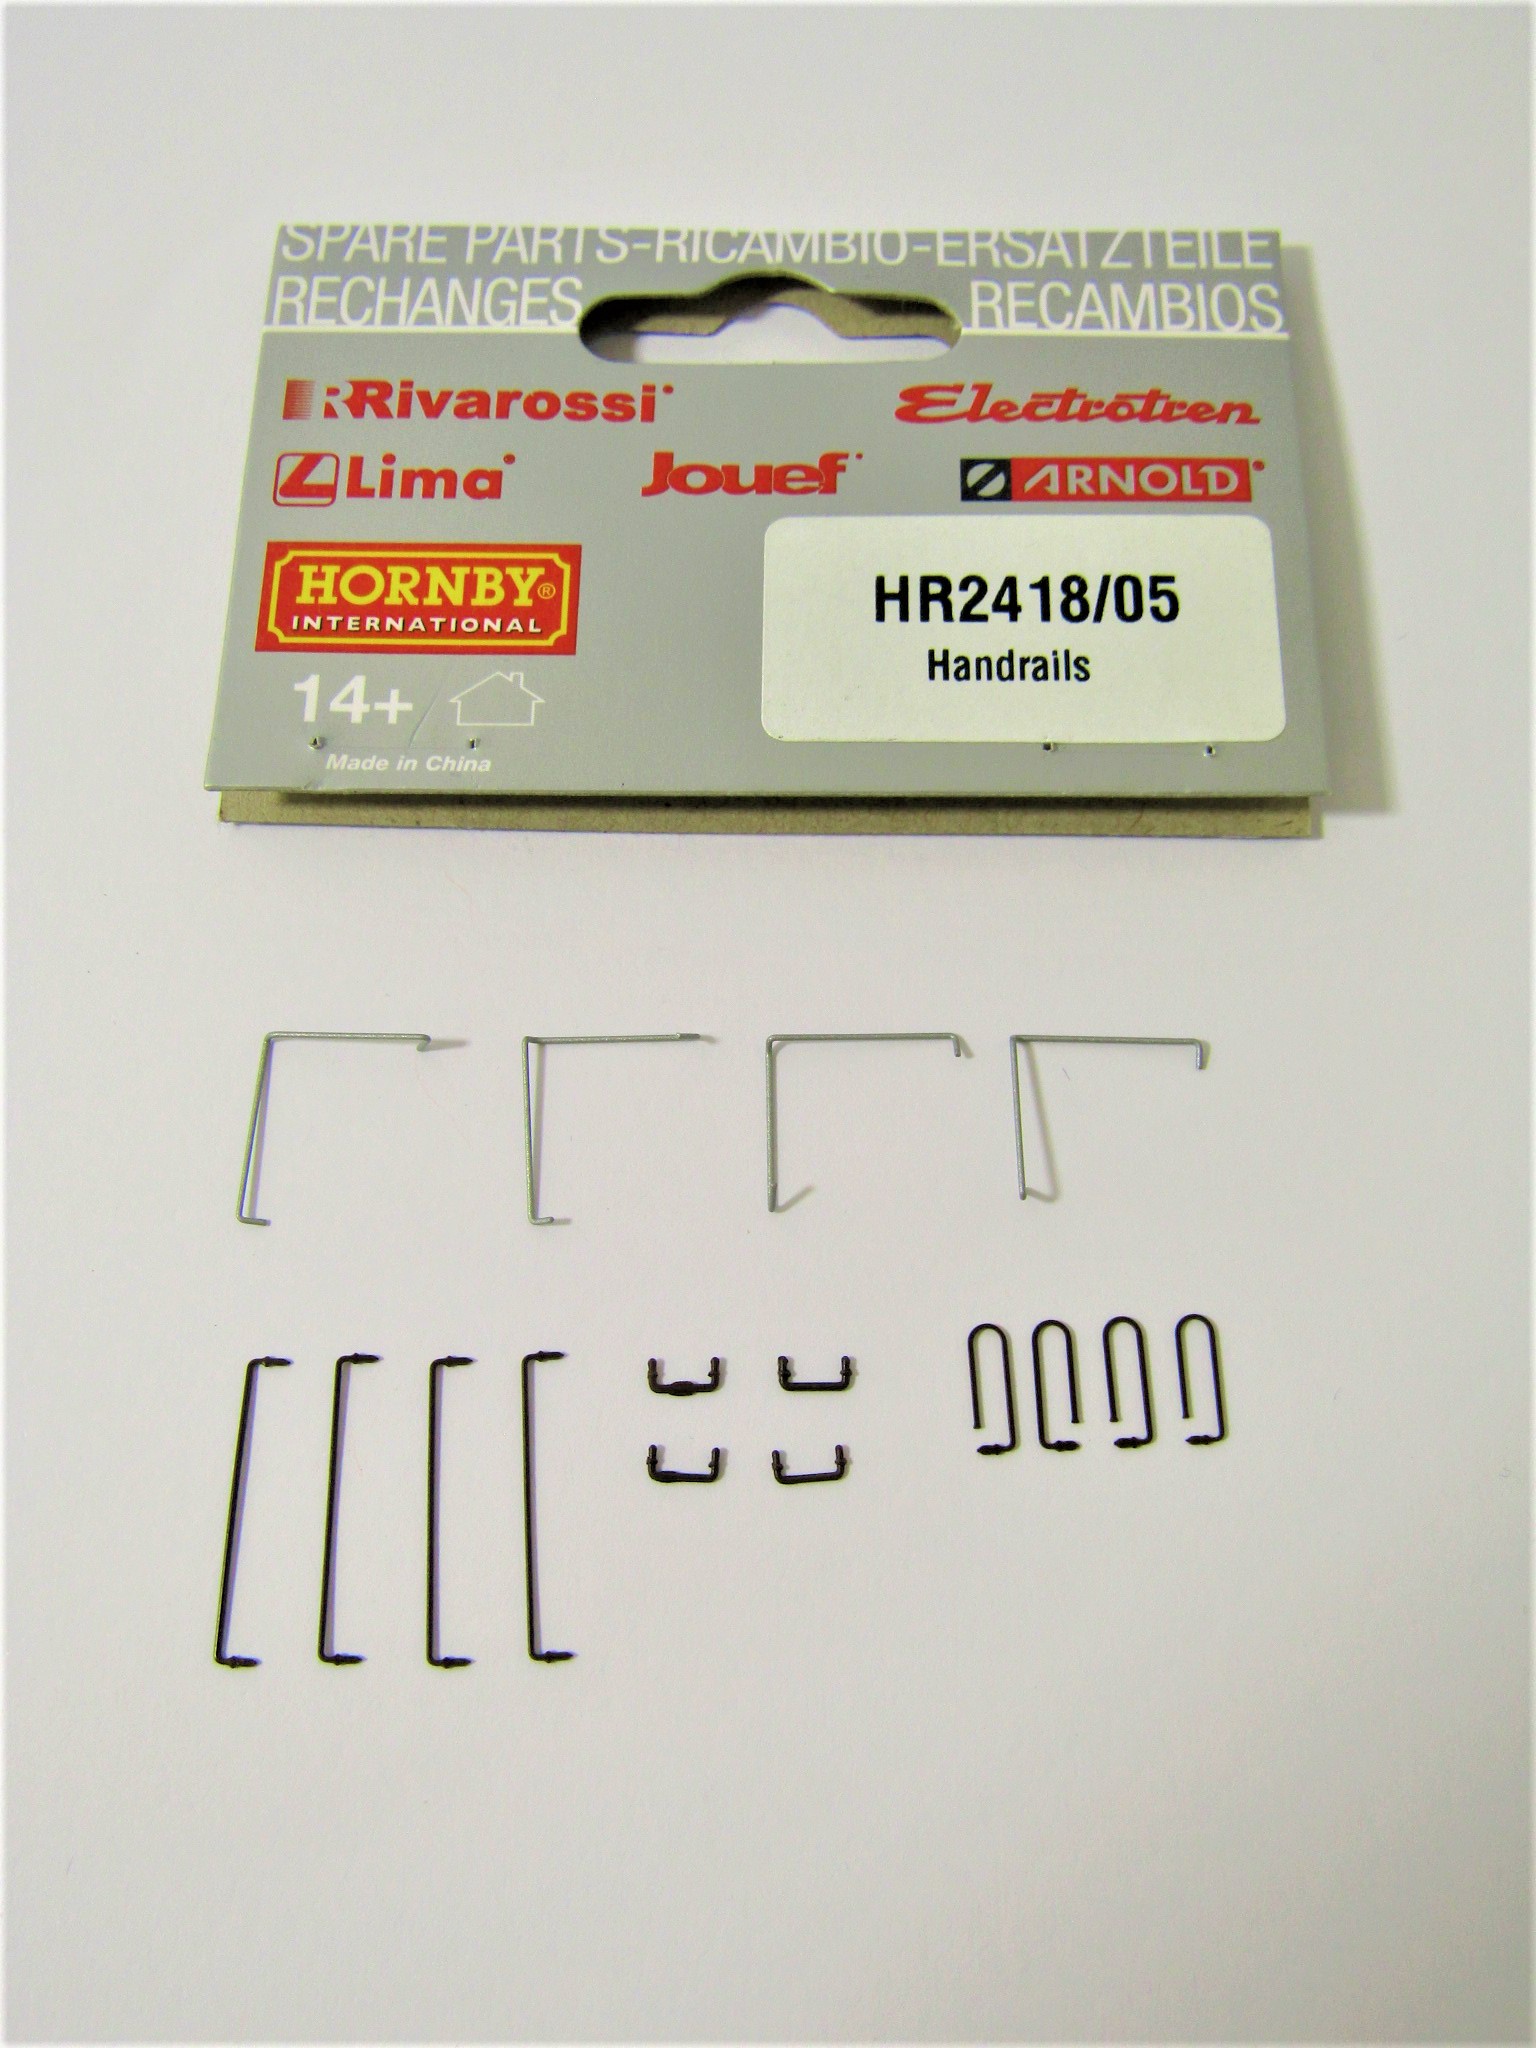 SPARE PARTS-RICAMBIO-ERSATZTEILE
RECHANGES RECAMBIOS
Rivarossi Electrotren
Lima Jouef ARNOLD
HORNBY®
INTERNATIONAL
HR2418/05
Handrails
14+
Made in China